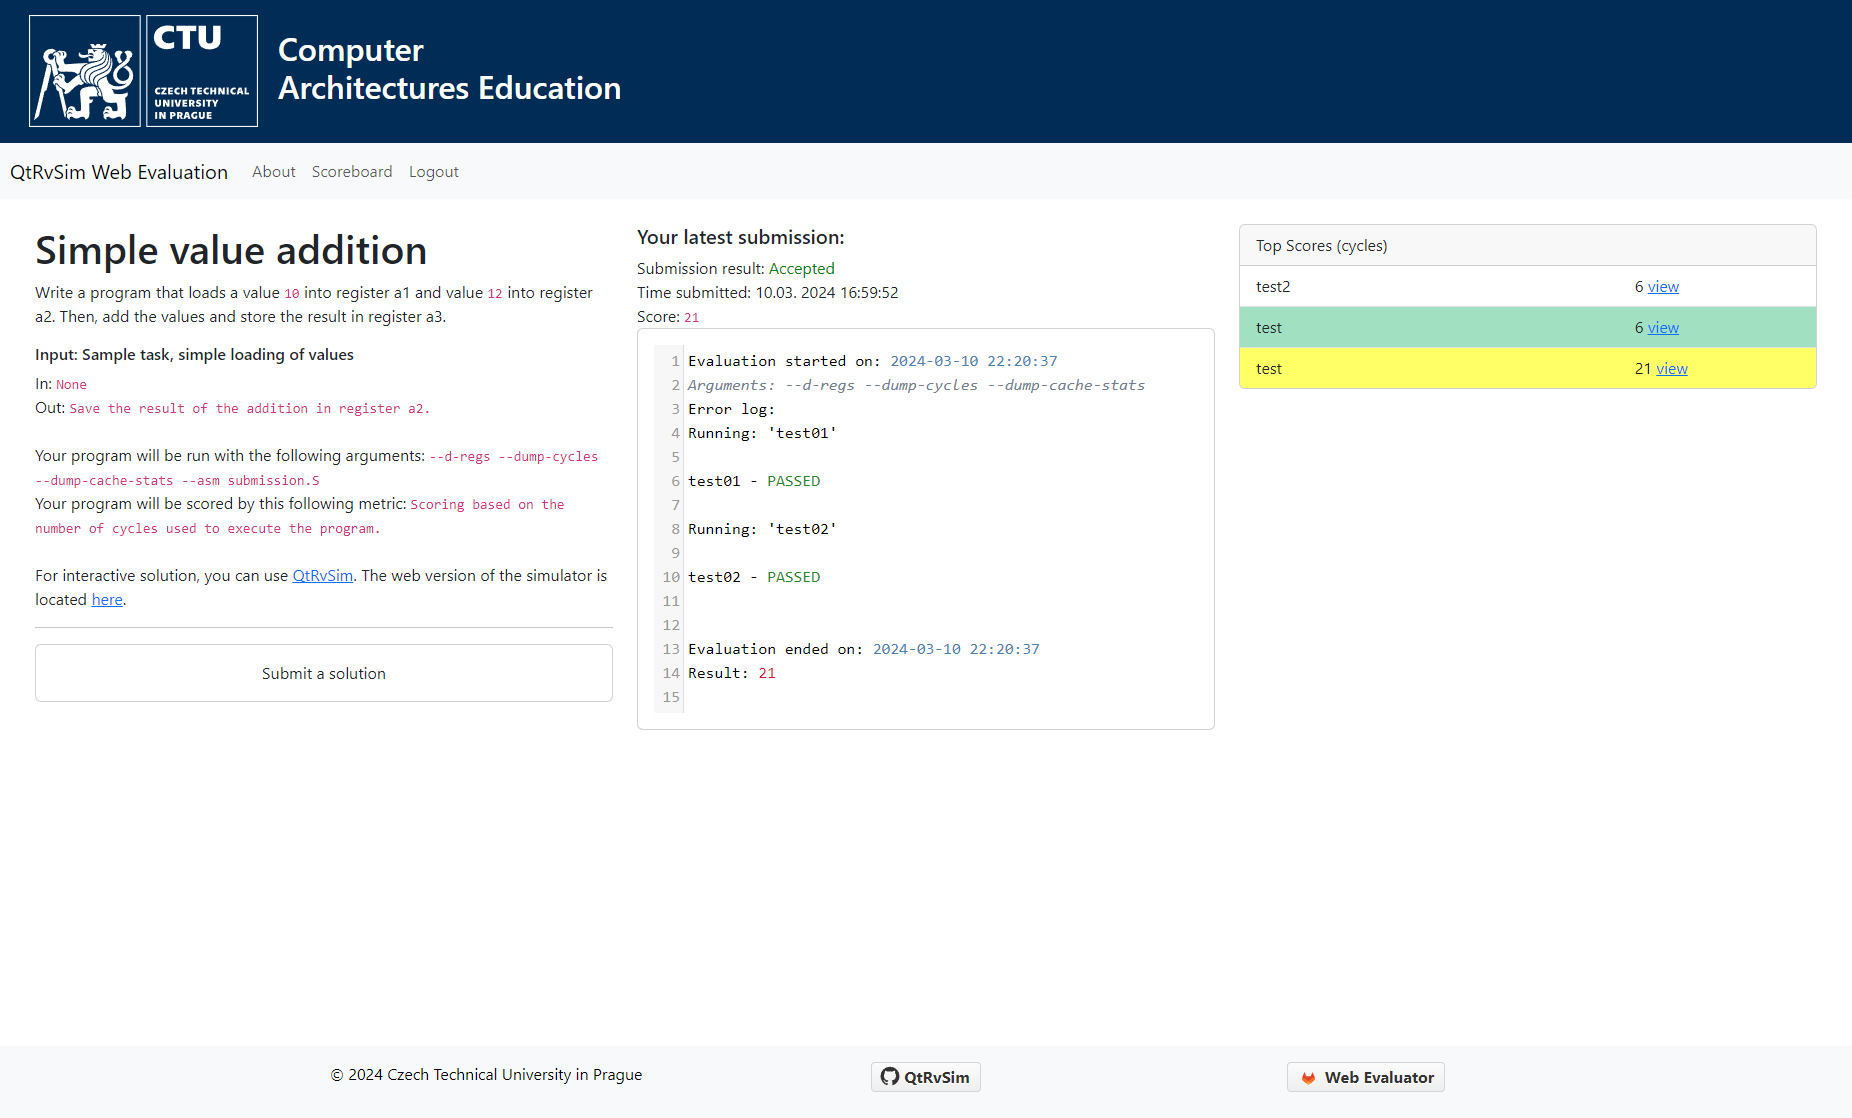 CTU
CZECH TECHNICAL
UNIVERSITY
IN PRAGUE
Computer
Architectures Education
QtRvSim Web Evaluation About Scoreboard Logout
Simple value addition
Write a program that loads a value 10 into register a1 and value 12 into register
a2. Then, add the values and store the result in register a3.
Input: Sample task, simple loading of values
In: None
Out: Save the result of the addition in register a2.
Your program will be run with the following arguments: --d-regs --dump-cycles
--dump-cache-stats --asm submission.S
Your program will be scored by this following metric: Scoring based on the
number of cycles used to execute the program.
For interactive solution, you can use QtRvSim. The web version of the simulator is
located here.
Submit a solution
Your latest submission:
Submission result: Accepted
Time submitted: 10.03. 2024 16:59:52
Score: 21
1 Evaluation started on: 2024-03-10 22:20:37
2 Arguments: --d-regs --dump-cycles --dump-cache-stats
3 Error log:
4 Running: 'test01'
5
6 test01 - PASSED
7
8 Running: 'test02'
9
10 test02 - PASSED
11
12
13 Evaluation ended on: 2024-03-10 22:20:37
14 Result: 21
15
Top Scores (cycles)
test2 6 view
test 6 view
test 21 view
© 2024 Czech Technical University in Prague
QtRvSim
Web Evaluator